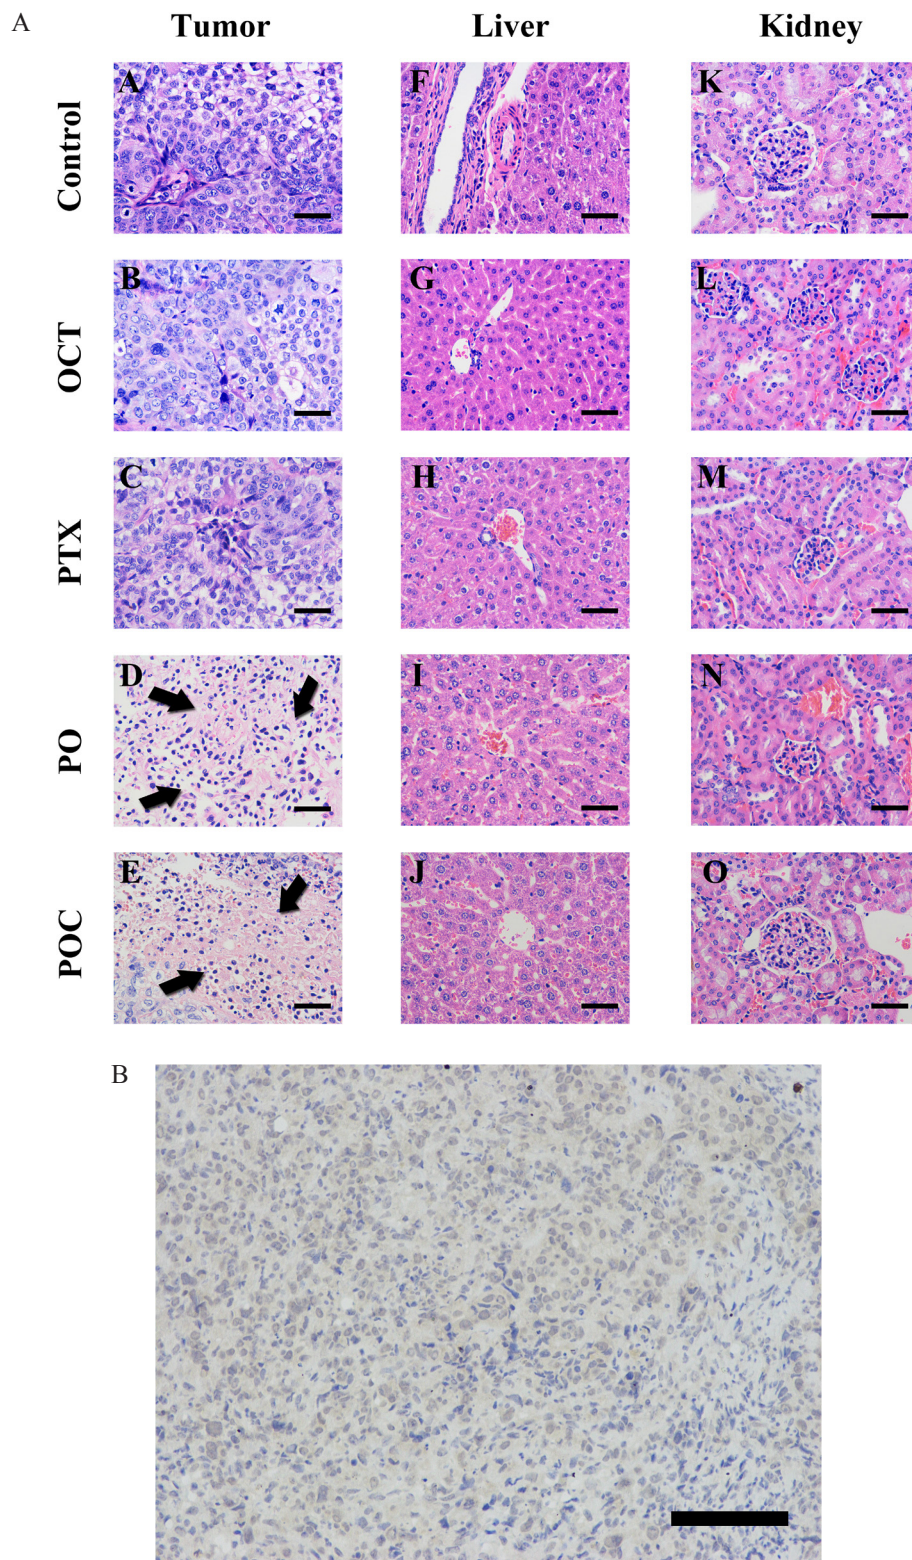 A
Tumor Liver Kidney
Control
A F K
OCT
B G L
PTX
C H M
PO
D I N
POC
E J O
B